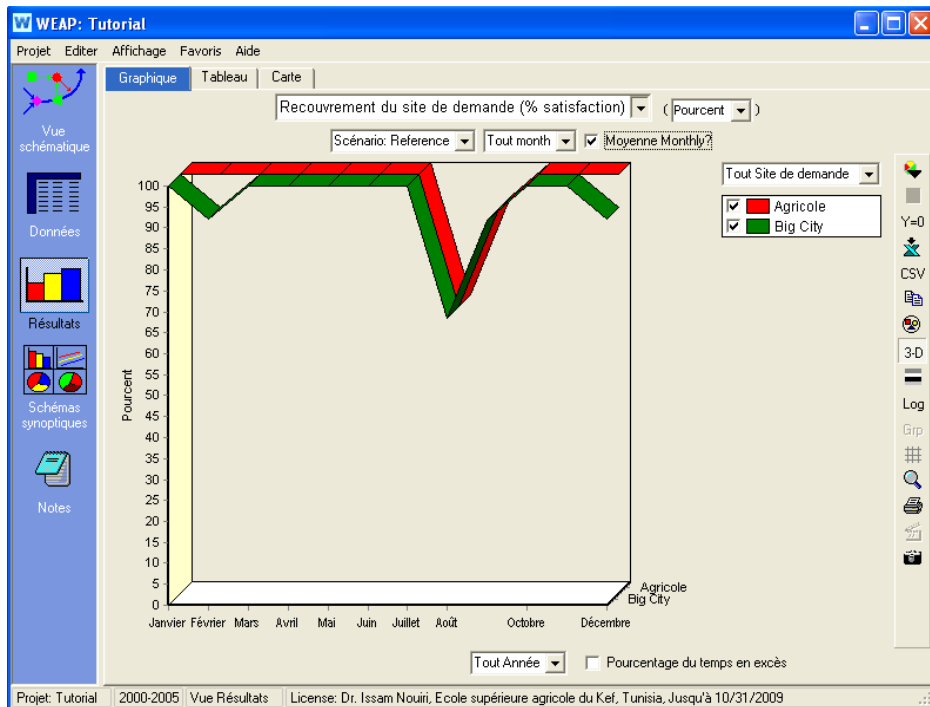 WEAP: Tutorial
Projet Editer Affichage Favoris Aide
Vue schématique
Données
Résultats
Schémas synoptiques
Notes
Graphique Tableau Carte
Recouvrement du site de demande (% satisfaction) ( Pourcent )
Scénario: Reference Tout month Moyenne Monthly?
Tout Site de demande
Agricole
Big City
Pourcent
100
95
90
85
80
75
70
65
60
55
50
45
40
35
30
25
20
15
10
5
0
Janvier Février Mars Avril Mai Juin Juillet Août Octobre Décembre
Agricole
Big City
Y=0
CSV
3-D
Log
Grp
Tout Année Pourcentage du temps en excès
Projet: Tutorial 2000-2005 Vue Résultats License: Dr. Issam Nouiri, Ecole supérieure agricole du Kef, Tunisia, Jusqu'à 10/31/2009